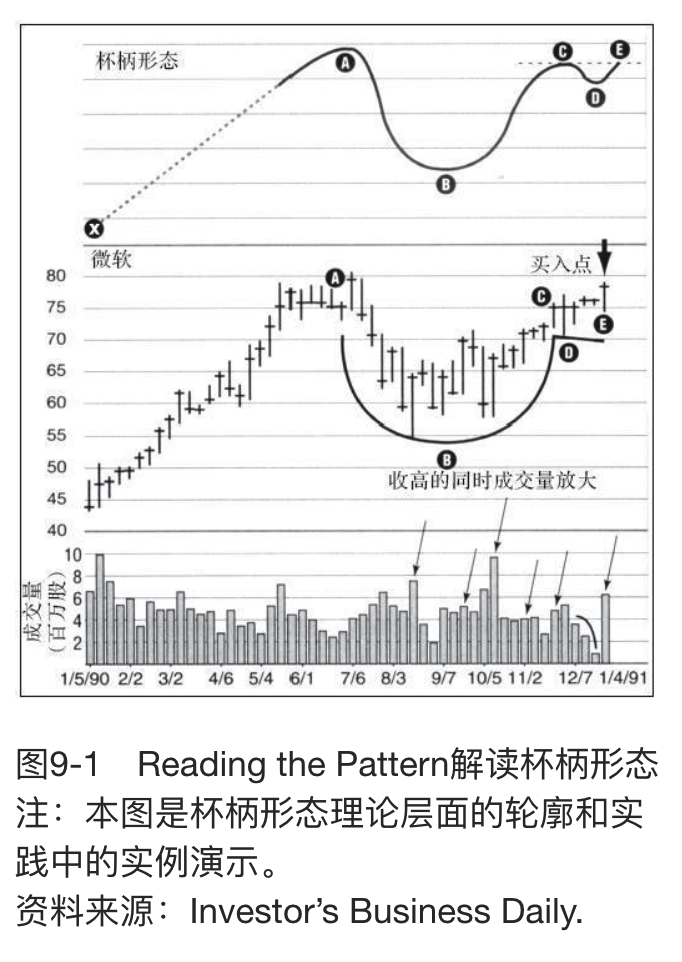 杯柄形态
A
C
E
D
B
X
微软
买入点
80
A
C
75
E
70
D
65
60
55
B
50
收高的同时成交量放大
45
40
成交量
（百万股）
10
8
6
4
2
1/5/90 2/2 3/2 4/6 5/4 6/1 7/6 8/3 9/7 10/5 11/2 12/7 1/4/91
图9-1 Reading the Pattern解读杯柄形态
注：本图是杯柄形态理论层面的轮廓和实
践中的实例演示。
资料来源：Investor’s Business Daily.